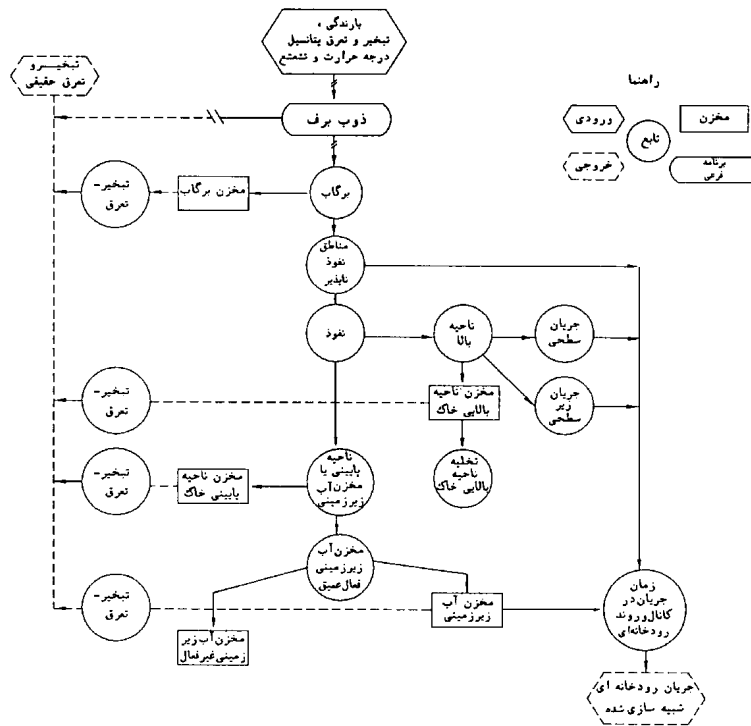 بارندگی ،
تبخیر و تعرق پتانسیل
درجه حرارت و تشعشع
تبخیر و
تعرق حقیقی
راهنما
ورودی
مخزن
تابع
خروجی
برنامه
فرعی
ذوب برف
برگاب
مخزن برگاب
تبخیر-
تعرق
مناطق
نفوذ
ناپذیر
نفوذ
ناحیه
بالا
جریان
سطحی
جریان
زیر
سطحی
مخزن ناحیه
بالایی خاک
تبخیر-
تعرق
تخلیه
ناحیه
بالایی خاک
ناحیه
پایینی یا
مخزن آب
زیرزمینی
مخزن ناحیه
پایینی خاک
تبخیر-
تعرق
مخزن آب
زیرزمینی
فعال عمیق
مخزن آب
زیرزمینی
تبخیر-
تعرق
مخزن آب زیر
زمینی غیرفعال
زمان
جریان در
کانال و روند
رودخانه‌ای
جریان رودخانه ای
شبیه سازی شده